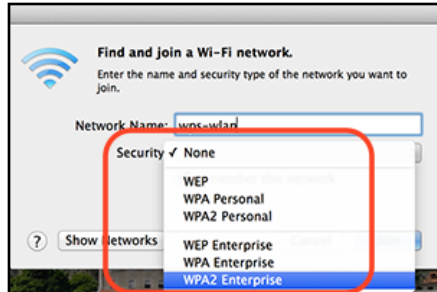 Find and join a Wi-Fi network.
Enter the name and security type of the network you want to
join.
Network Name: wps-wlan
Security ✓ None
WEP
WPA Personal
WPA2 Personal
? Show Networks
WEP Enterprise
WPA Enterprise
WPA2 Enterprise